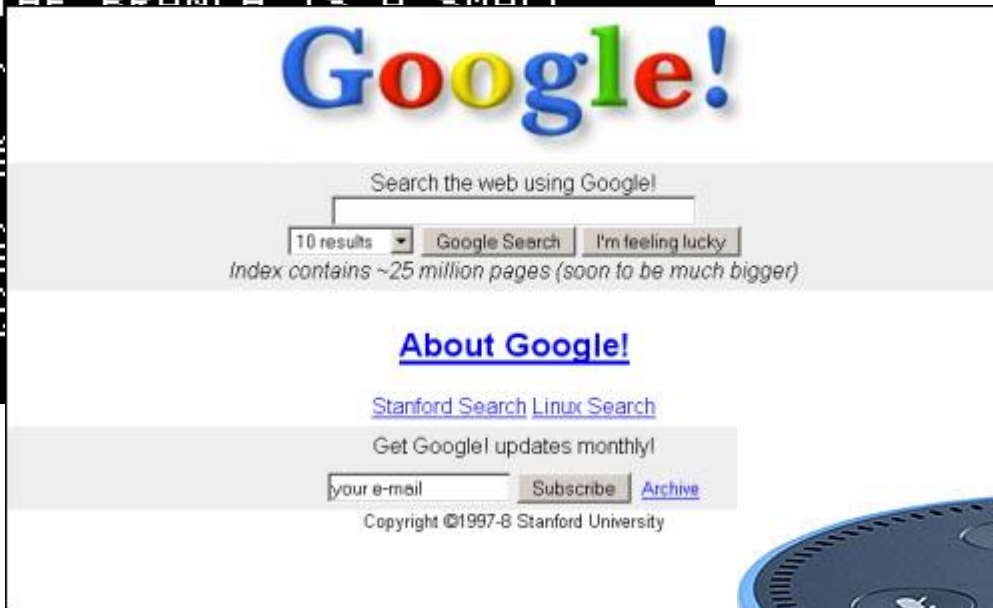 Google!
Search the web using Google!
10 results Google Search I'm feeling lucky
Index contains ~25 million pages (soon to be much bigger)
About Google!
Stanford Search Linux Search
Get Google! updates monthly!
your e-mail Subscribe Archive
Copyright ©1997-8 Stanford University